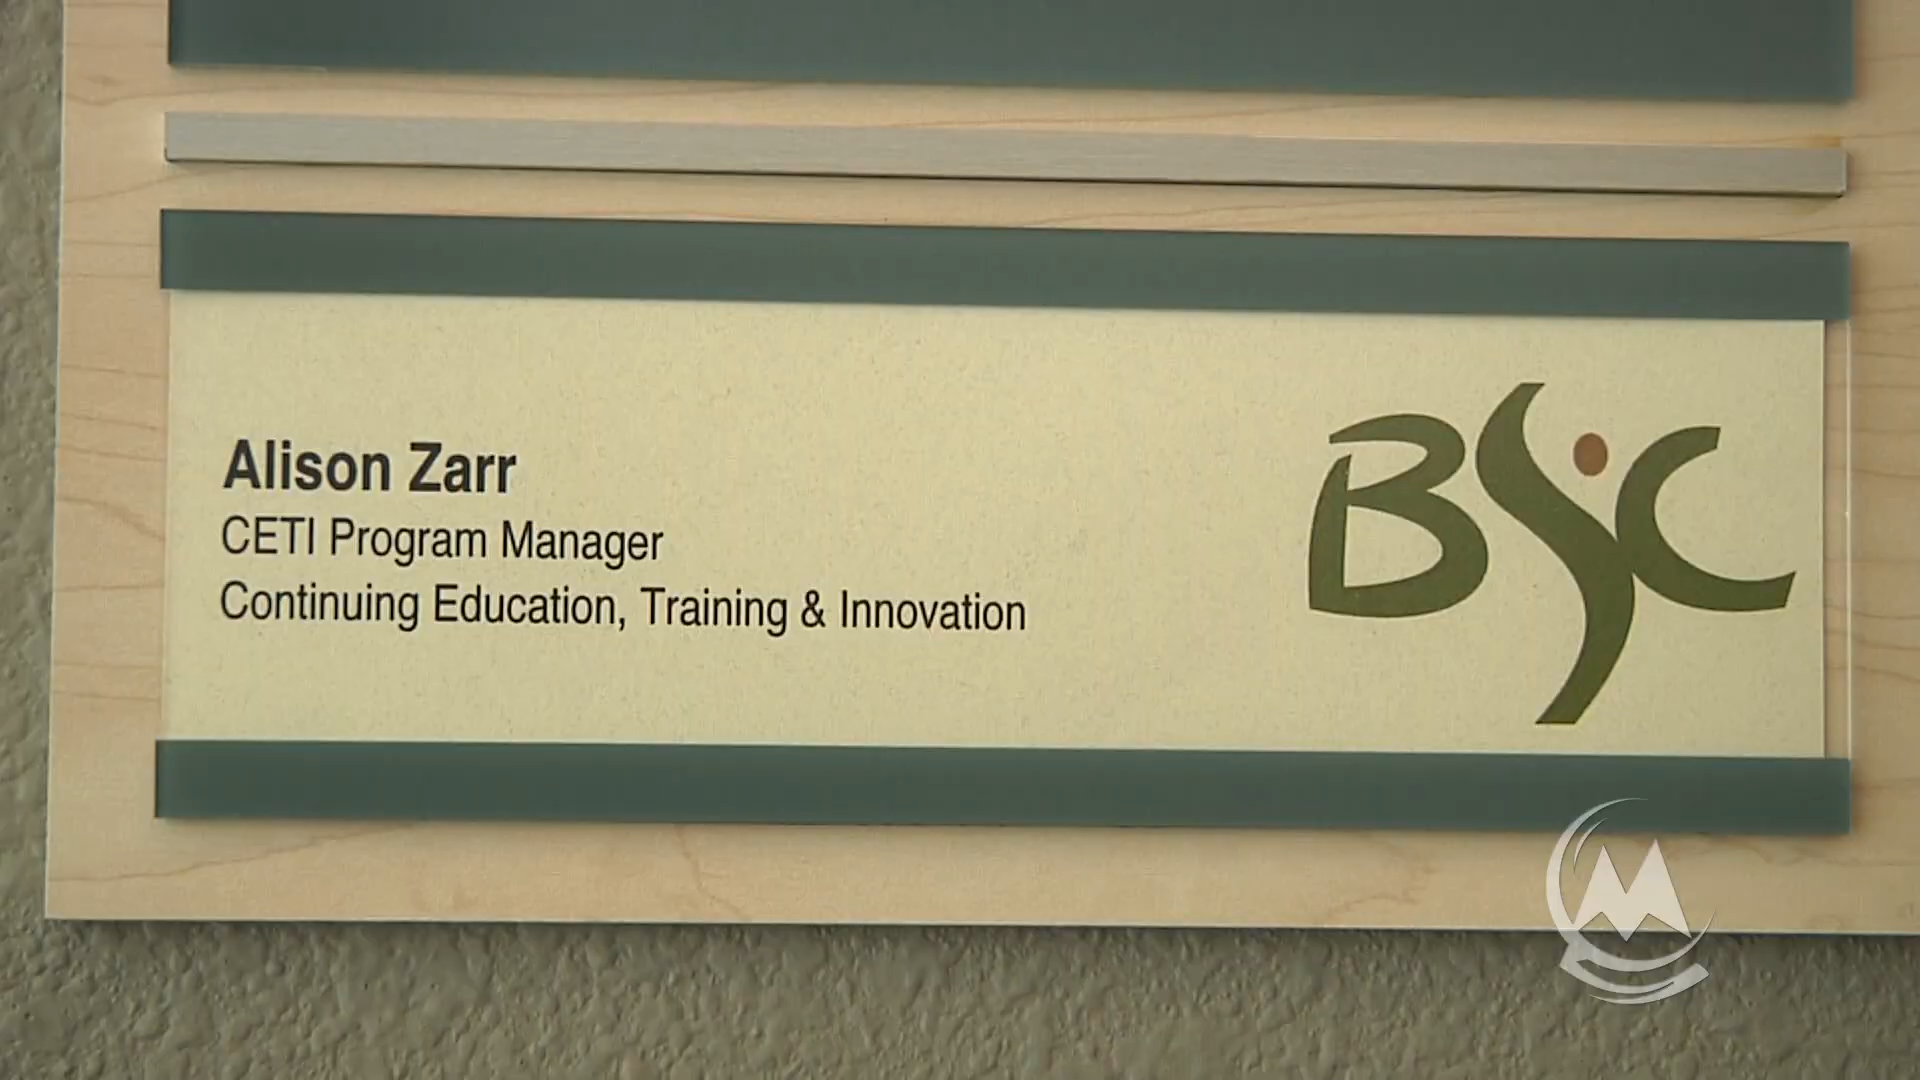 Alison Zarr
CETI Program Manager
Continuing Education, Training & Innovation
BSC
M